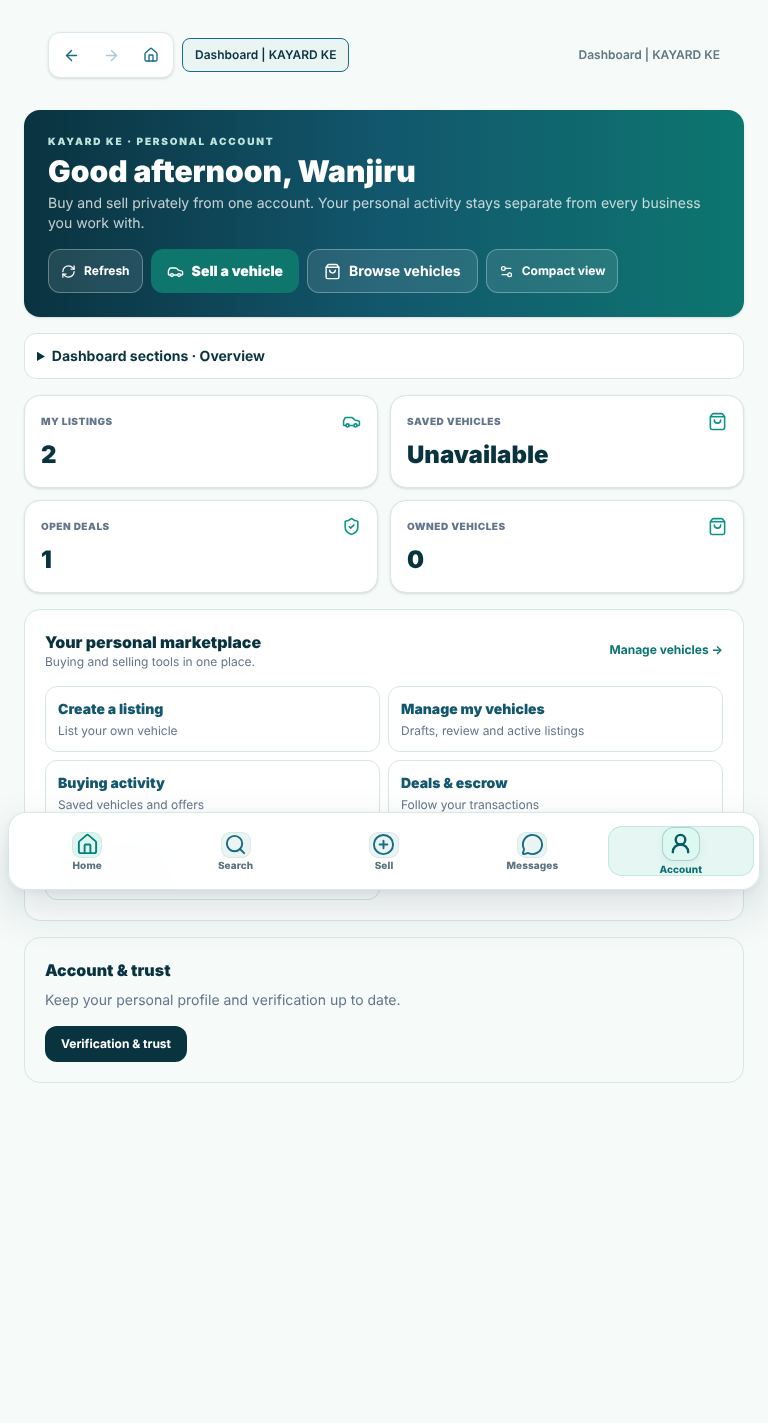 Dashboard | KAYARD KE
Dashboard | KAYARD KE
KAYARD KE · PERSONAL ACCOUNT
Good afternoon, Wanjiru
Buy and sell privately from one account. Your personal activity stays separate from every business
you work with.
Refresh
Sell a vehicle
Browse vehicles
Compact view
Dashboard sections · Overview
MY LISTINGS
2
SAVED VEHICLES
Unavailable
OPEN DEALS
1
OWNED VEHICLES
0
Your personal marketplace
Buying and selling tools in one place.
Manage vehicles →
Create a listing
List your own vehicle
Manage my vehicles
Drafts, review and active listings
Buying activity
Saved vehicles and offers
Deals & escrow
Follow your transactions
Home
Search
Sell
Messages
Account
Account & trust
Keep your personal profile and verification up to date.
Verification & trust